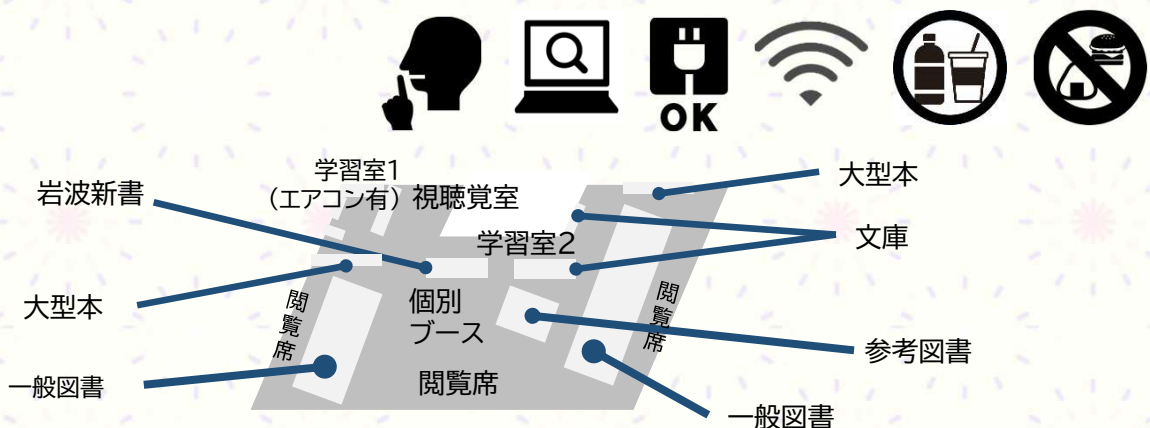 OK
学習室1
(エアコン有)
視聴覚室
大型本
岩波新書
文庫
学習室2
大型本
個別
ブース
閲覧席
閲覧席
参考図書
一般図書
閲覧席
一般図書